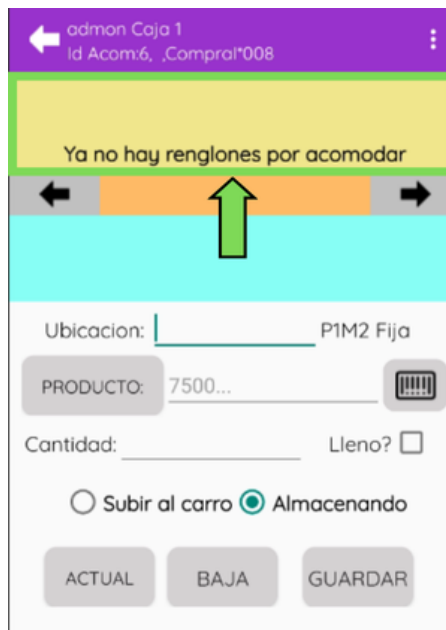 admon Caja 1
Id Acom:6, ,Compral*008
Ya no hay renglones por acomodar
Ubicacion: P1M2 Fija
PRODUCTO: 7500...
Cantidad: Lleno?
Subir al carro Almacenando
ACTUAL BAJA GUARDAR